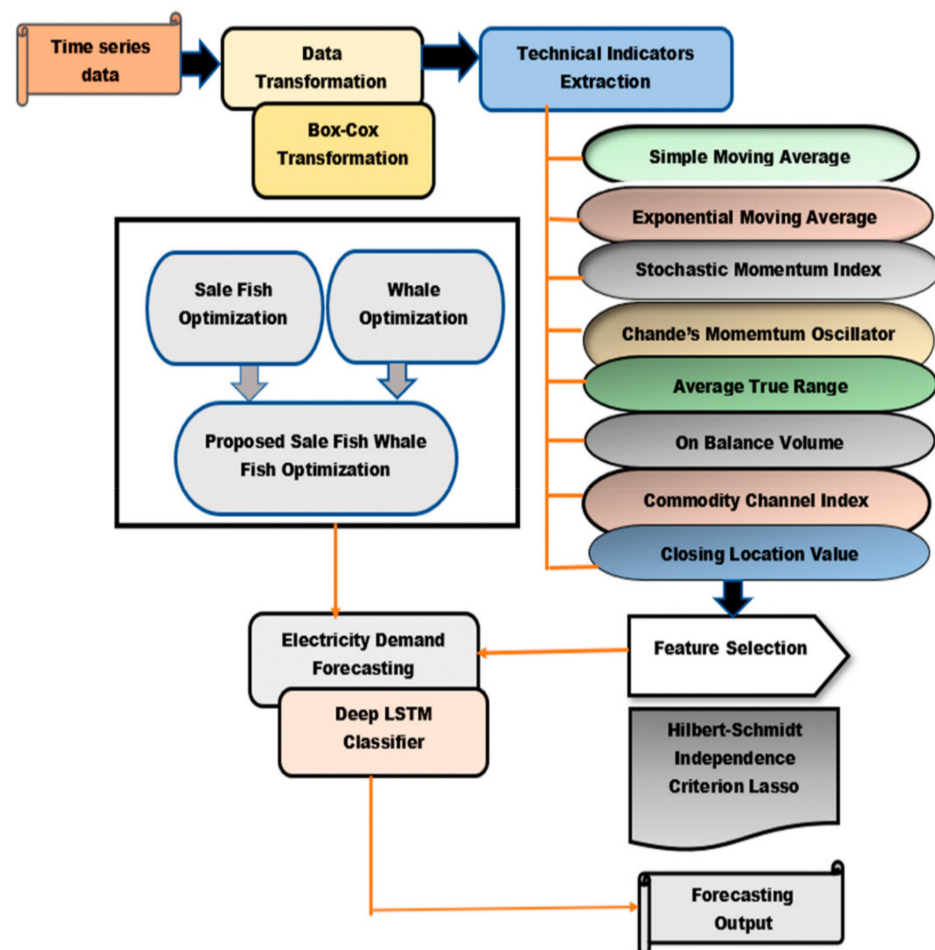 Time series
data
Data
Transformation
Box-Cox
Transformation
Technical Indicators
Extraction
Simple Moving Average
Exponential Moving Average
Stochastic Momentum Index
Chande's Momemtum Oscillator
Average True Range
On Balance Volume
Commodity Channel Index
Closing Location Value
Sale Fish
Optimization
Whale
Optimization
Proposed Sale Fish Whale
Fish Optimization
Electricity Demand
Forecasting
Deep LSTM
Classifier
Feature Selection
Hilbert-Schmidt
Independence
Criterion Lasso
Forecasting
Output